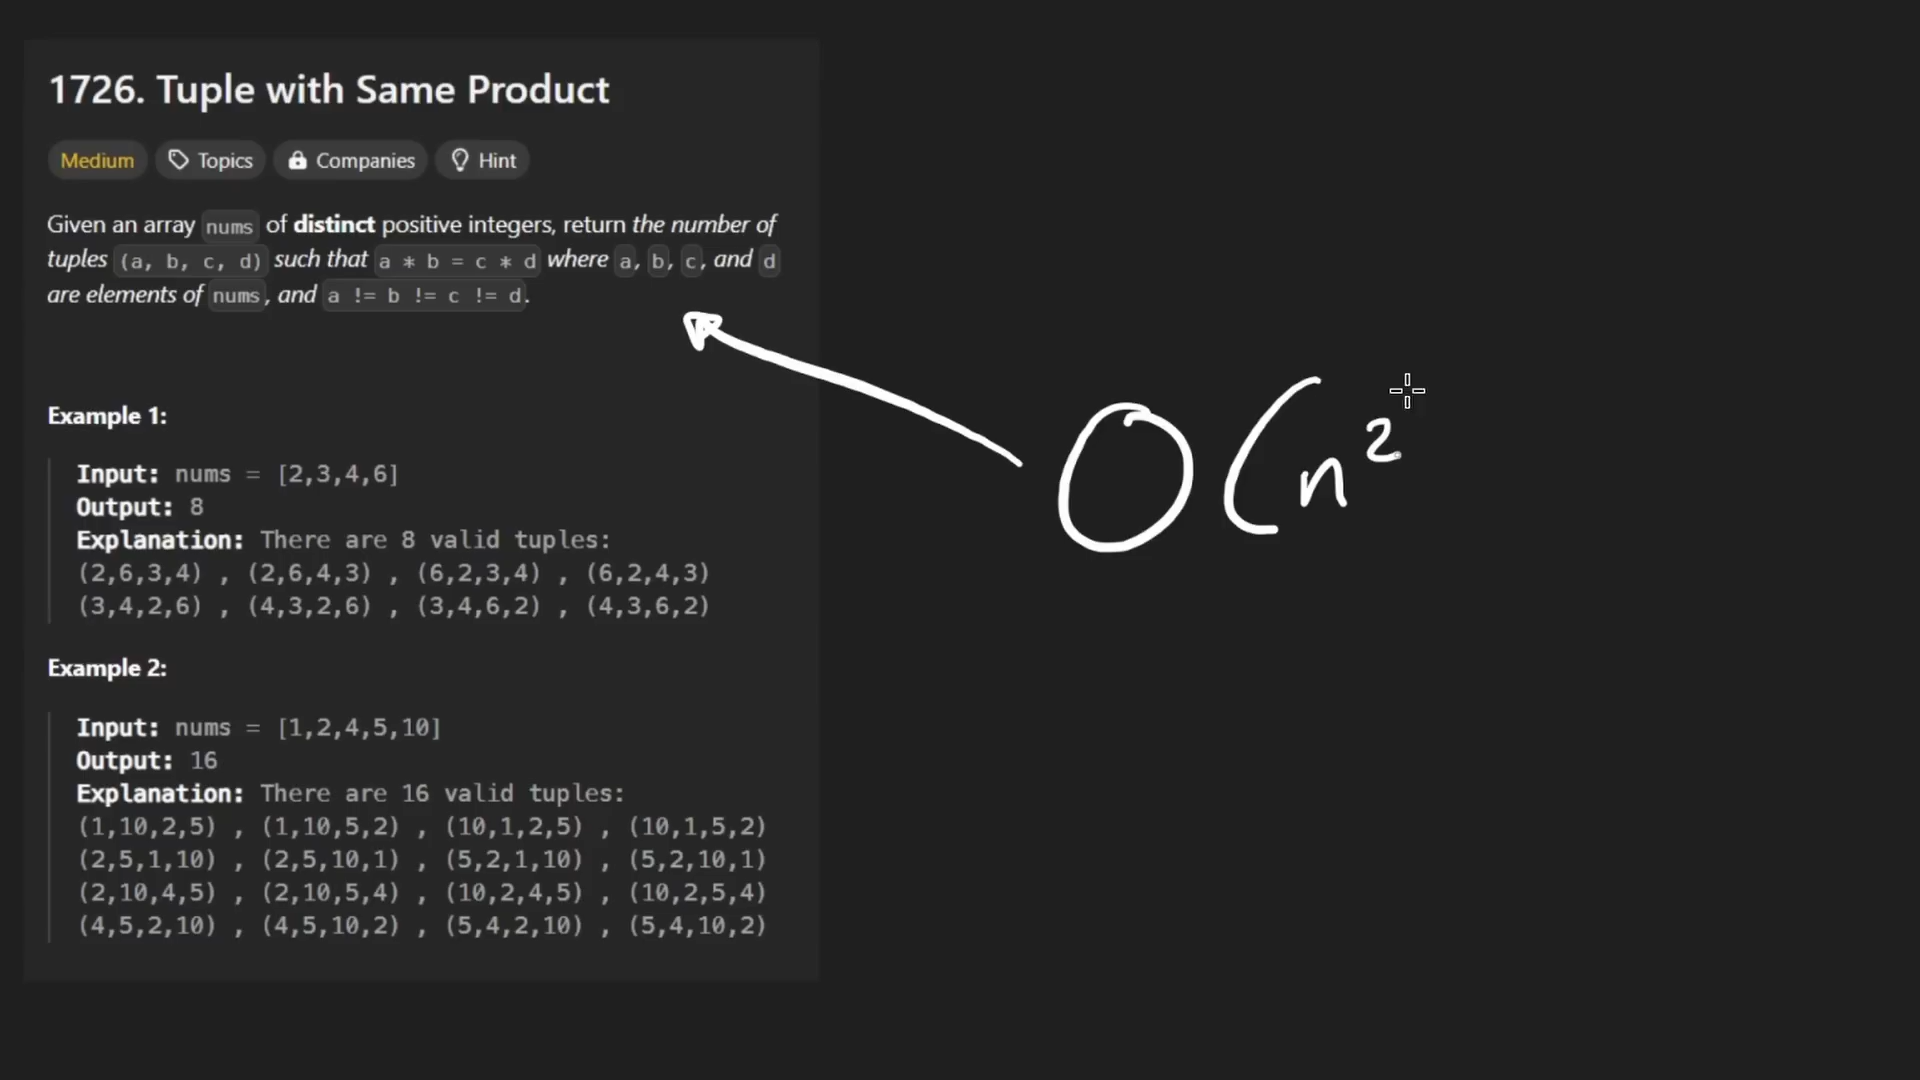 1726. Tuple with Same Product
Medium Topics Companies Hint
Given an array nums of distinct positive integers, return the number of
tuples (a, b, c, d) such that a * b = c * d where a, b, c, and d
are elements of nums, and a != b != c != d.
Example 1:
Input: nums = [2,3,4,6]
Output: 8
Explanation: There are 8 valid tuples:
(2,6,3,4) , (2,6,4,3) , (6,2,3,4) , (6,2,4,3)
(3,4,2,6) , (4,3,2,6) , (3,4,6,2) , (4,3,6,2)
Example 2:
Input: nums = [1,2,4,5,10]
Output: 16
Explanation: There are 16 valid tuples:
(1,10,2,5) , (1,10,5,2) , (10,1,2,5) , (10,1,5,2)
(2,5,1,10) , (2,5,10,1) , (5,2,1,10) , (5,2,10,1)
(2,10,4,5) , (2,10,5,4) , (10,2,4,5) , (10,2,5,4)
(4,5,2,10) , (4,5,10,2) , (5,4,2,10) , (5,4,10,2)
O(n²